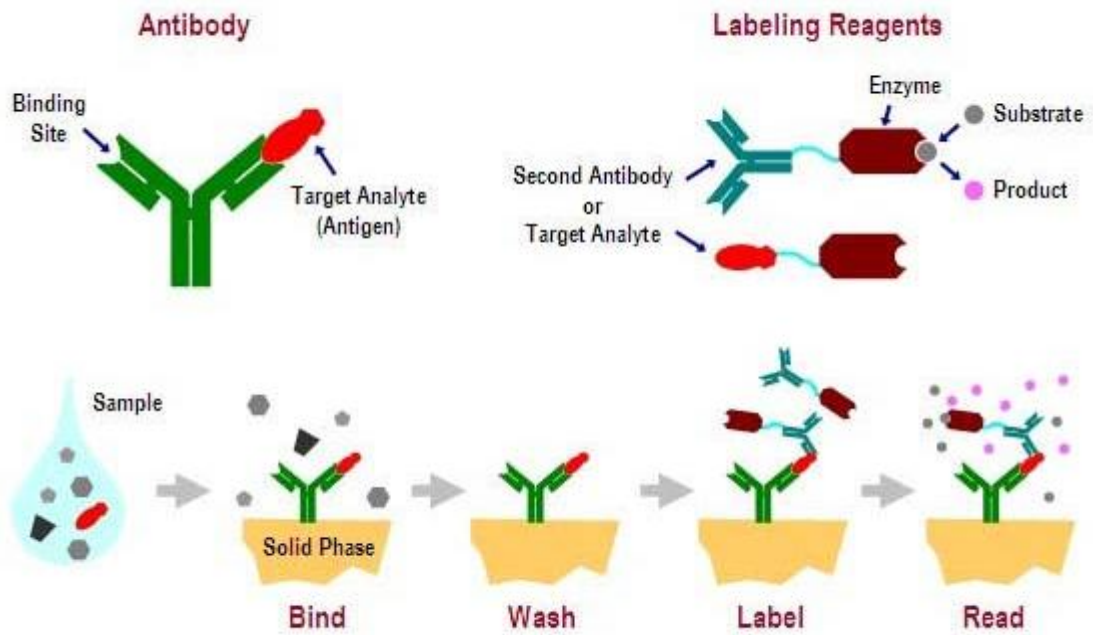 Antibody
Labeling Reagents
Binding
Site
Target Analyte
(Antigen)
Enzyme
Substrate
Product
Second Antibody
or
Target Analyte
Sample
Solid Phase
Bind
Wash
Label
Read